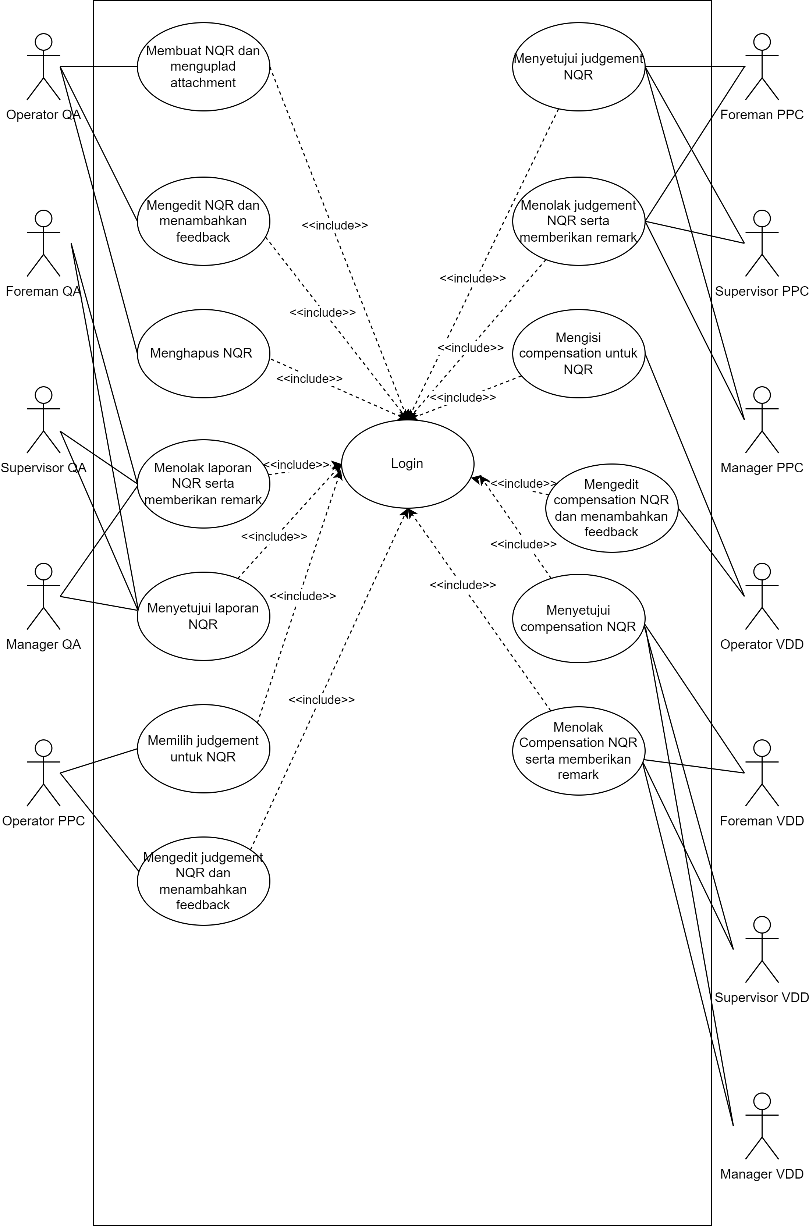 Operator QA
Foreman QA
Supervisor QA
Manager QA
Operator PPC
Membuat NQR dan
menguplad
attachment
Mengedit NQR dan
menambahkan
feedback
Menghapus NQR
Menolak laporan
NQR serta
memberikan remark
Menyetujui laporan
NQR
Memilih judgement
untuk NQR
Mengedit judgement
NQR dan
menambahkan
feedback
<<include>>
<<include>>
<<include>>
<<include>>
<<include>>
<<include>>
<<include>>
Login
<<include>>
<<include>>
<<include>>
<<include>>
<<include>>
<<include>>
Menyetujui judgement
NQR
Menolak judgement
NQR serta
memberikan remark
Mengisi
compensation untuk
NQR
Mengedit
compensation NQR
dan menambahkan
feedback
Menyetujui
compensation NQR
Menolak
Compensation NQR
serta memberikan
remark
Foreman PPC
Supervisor PPC
Manager PPC
Operator VDD
Foreman VDD
Supervisor VDD
Manager VDD